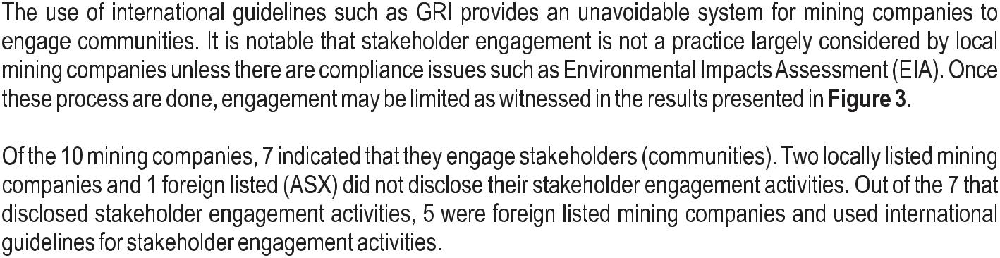 The use of international guidelines such as GRI provides an unavoidable system for mining companies to
engage communities. It is notable that stakeholder engagement is not a practice largely considered by local
mining companies unless there are compliance issues such as Environmental Impacts Assessment (EIA). Once
these process are done, engagement may be limited as witnessed in the results presented in Figure 3.
Of the 10 mining companies, 7 indicated that they engage stakeholders (communities). Two locally listed mining
companies and 1 foreign listed (ASX) did not disclose their stakeholder engagement activities. Out of the 7 that
disclosed stakeholder engagement activities, 5 were foreign listed mining companies and used international
guidelines for stakeholder engagement activities.